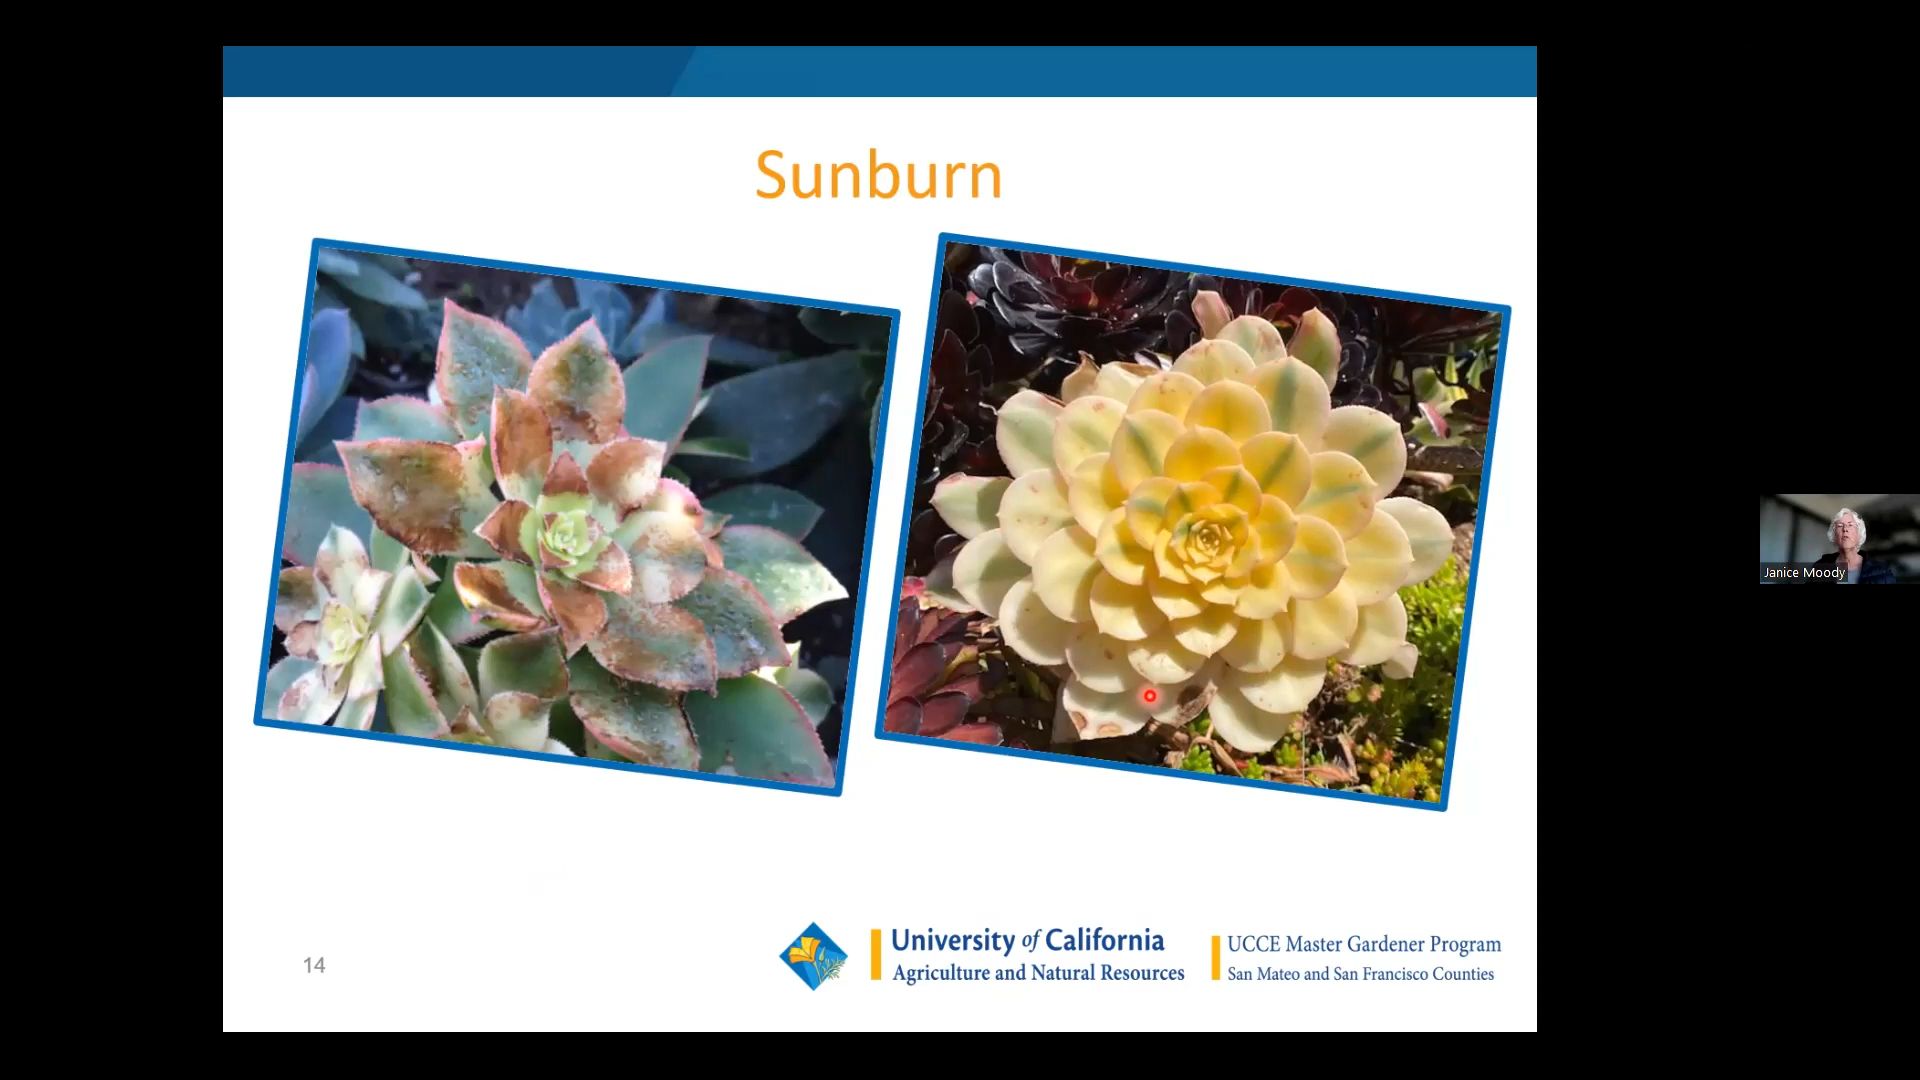 Sunburn
Janice Moody
14
University of California
Agriculture and Natural Resources
UCCE Master Gardener Program
San Mateo and San Francisco Counties